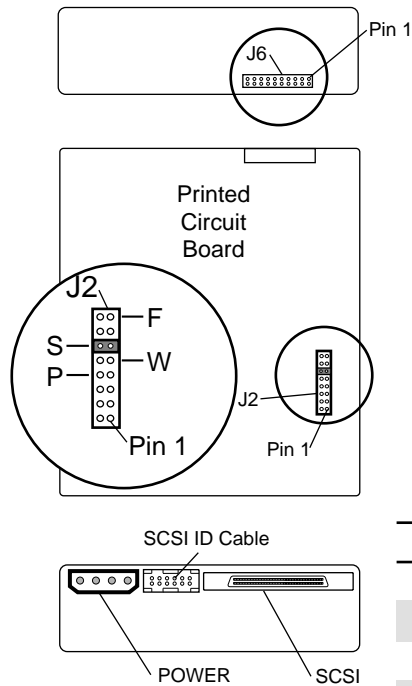 Pin 1
J6
Printed
Circuit
Board
J2
F
S
W
P
Pin 1
J2
Pin 1
SCSI ID Cable
POWER
SCSI